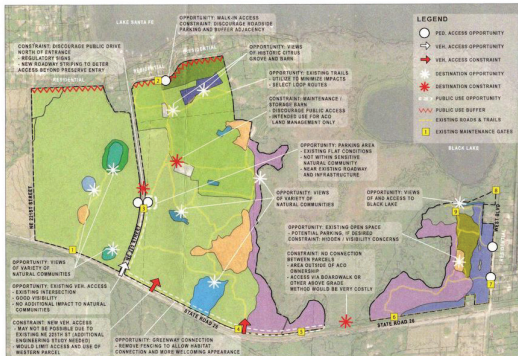 LAKE SANTA FE
OPPORTUNITY: WALK-IN ACCESS
CONSTRAINT: DISCOURAGE ROADSIDE
PARKING AND BUFFER ADJACENCY
CONSTRAINT: DISCOURAGE PUBLIC DRIVE
NORTH OF ENTRANCE
- REGULATORY SIGNS
- NEW ROADWAY STRIPING TO DETER
ACCESS BEYOND PRESERVE ENTRY
RESIDENTIAL
RESIDENTIAL
RESIDENTIAL
OPPORTUNITY: VIEWS
OF HISTORIC CITRUS
GROVE AND BARN
OPPORTUNITY: EXISTING TRAILS
- UTILIZE TO MINIMIZE IMPACTS
- SELECT LOOP ROUTES
CONSTRAINT: MAINTENANCE /
STORAGE BARN
- DISCOURAGE PUBLIC ACCESS
- INTENDED USE FOR ACO
LAND MANAGEMENT ONLY
OPPORTUNITY: PARKING AREA
- EXISTING FLAT CONDITIONS
- NOT WITHIN SENSITIVE
NATURAL COMMUNITY
- NEAR EXISTING ROADWAY
AND INFRASTRUCTURE
OPPORTUNITY: VIEWS
OF VARIETY OF
NATURAL COMMUNITIES
LEGEND
PED. ACCESS OPPORTUNITY
VEH. ACCESS OPPORTUNITY
VEH. ACCESS CONSTRAINT
DESTINATION OPPORTUNITY
DESTINATION CONSTRAINT
PUBLIC USE OPPORTUNITY
PUBLIC USE BUFFER
EXISTING ROADS & TRAILS
1 EXISTING MAINTENANCE GATES
BLACK LAKE
OPPORTUNITY: VIEWS
OF AND ACCESS TO
BLACK LAKE
OPPORTUNITY: EXISTING OPEN SPACE
- POTENTIAL PARKING, IF DESIRED
CONSTRAINT: HIDDEN / VISIBILITY CONCERNS
CONSTRAINT: NO CONNECTION
BETWEEN PARCELS
- AREA OUTSIDE OF ACO
OWNERSHIP
- ACCESS VIA BOARDWALK OR
OTHER ABOVE GRADE
METHOD WOULD BE VERY COSTLY
NE 221ST STREET
WEST BLVD
STATE ROAD 26
STATE ROAD 26
OPPORTUNITY: VIEWS
OF VARIETY OF
NATURAL COMMUNITIES
OPPORTUNITY: EXISTING VEH. ACCESS
- EXISTING INTERSECTION
- GOOD VISIBILITY
- NO ADDITIONAL IMPACT TO NATURAL
COMMUNITIES
CONSTRAINT: NEW VEH. ACCESS
- MAY NOT BE POSSIBLE DUE TO
EXISTING NE 221TH ST (ADDITIONAL
ENGINEERING STUDY NEEDED)
- WOULD LIMIT ACCESS AND USE OF
WESTERN PARCEL
OPPORTUNITY: GREENWAY CONNECTION
- REMOVE FENCING TO ALLOW HABITAT
CONNECTION AND MORE WELCOMING APPEARANCE